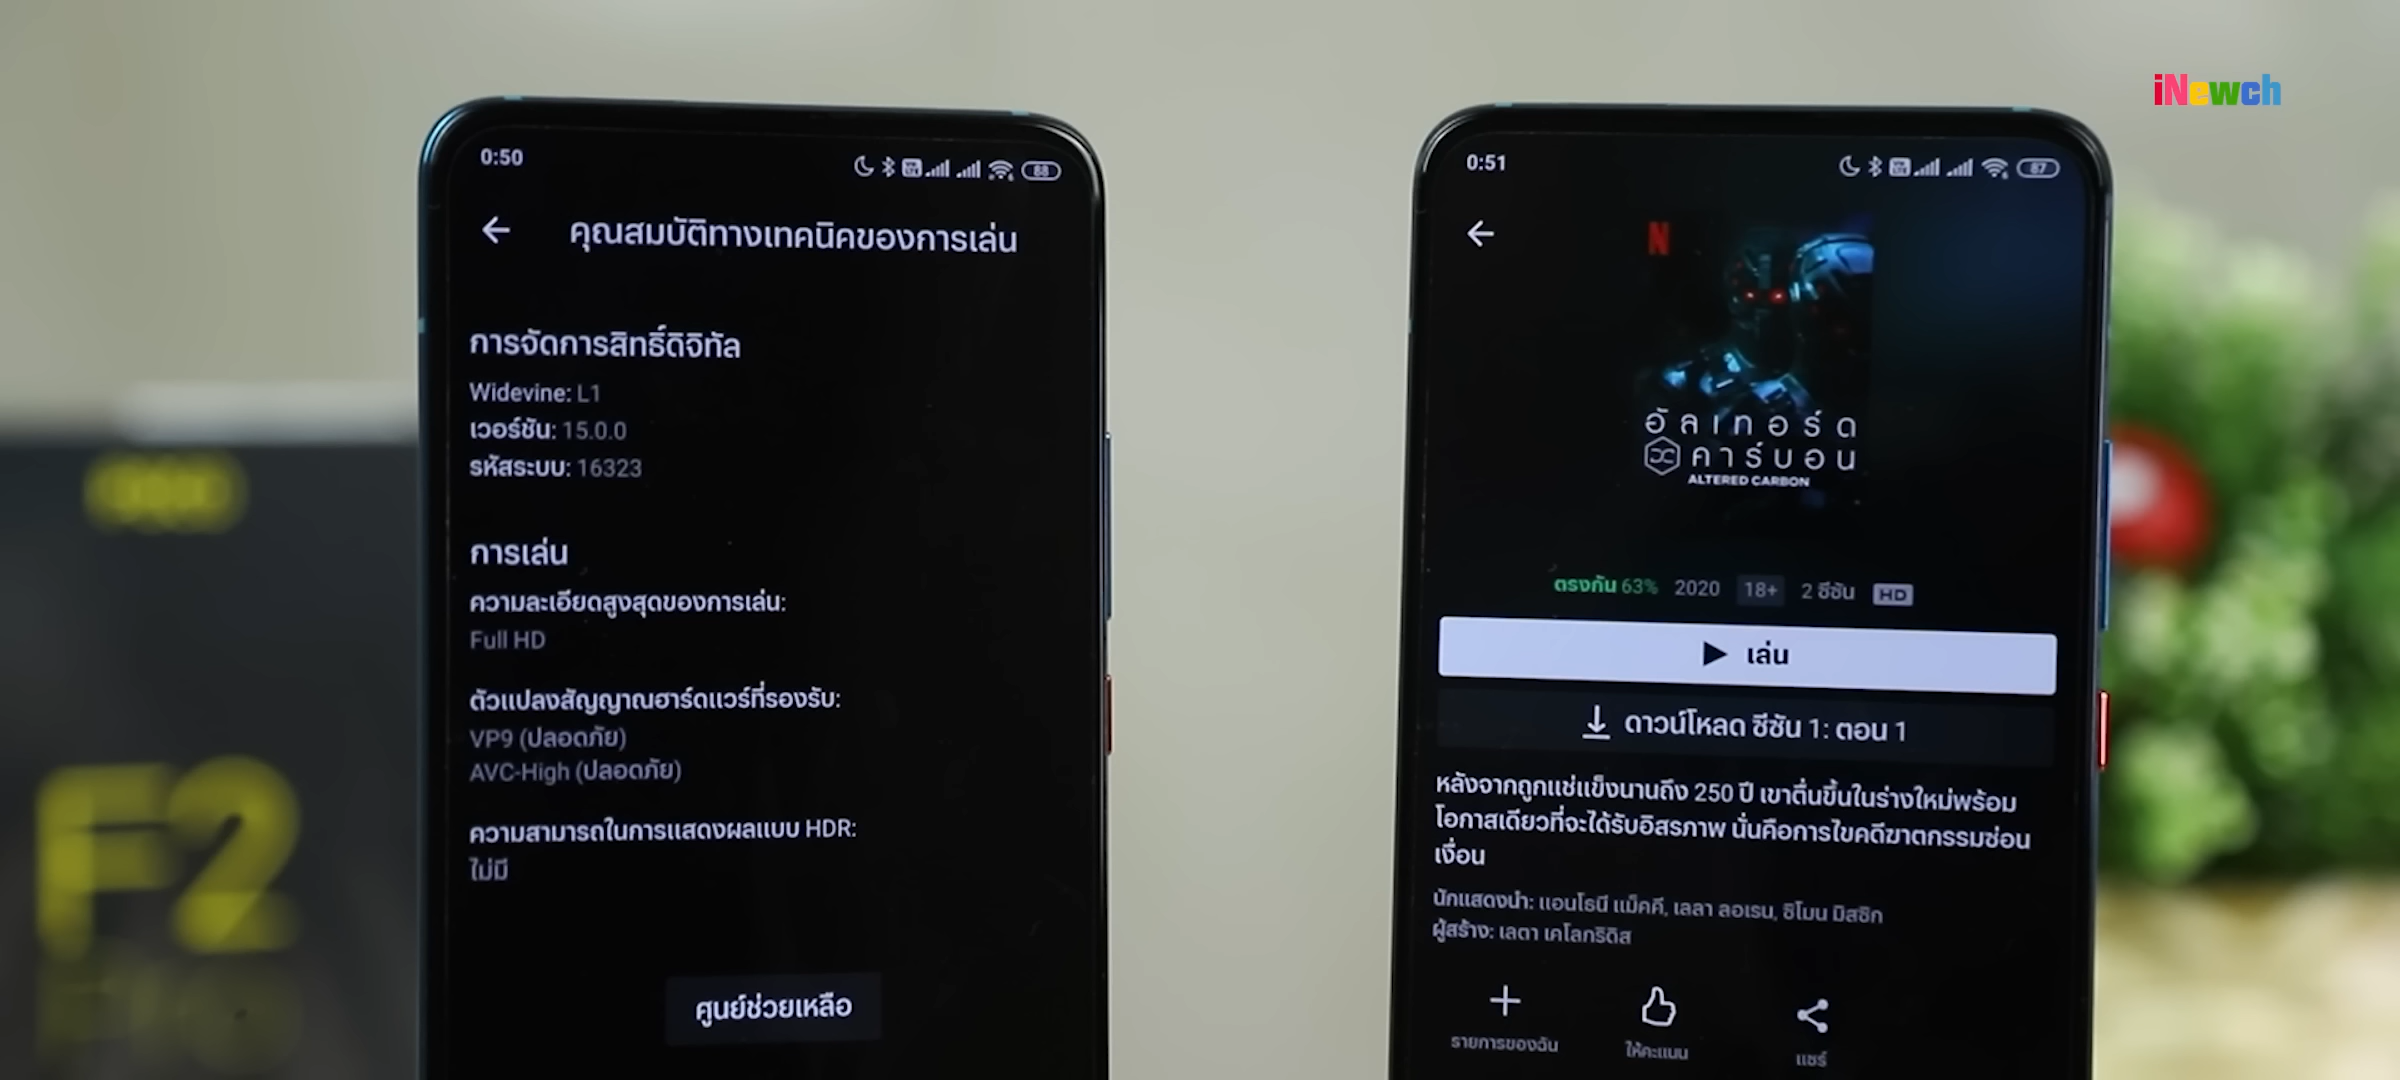 iNewch
0:50
88
คุณสมบัติทางเทคนิคของการเล่น
การจัดการสิทธิ์ดิจิทัล
Widevine: L1
เวอร์ชัน: 15.0.0
รหัสระบบ: 16323
การเล่น
ความละเอียดสูงสุดของการเล่น:
Full HD
ตัวแปลงสัญญาณฮาร์ดแวร์ที่รองรับ:
VP9 (ปลอดภัย)
AVC-High (ปลอดภัย)
ความสามารถในการแสดงผลแบบ HDR:
ไม่มี
ศูนย์ช่วยเหลือ
0:51
87
N
อัลเทอร์ด
คาร์บอน
ALTERED CARBON
ตรงกัน 63% 2020 18+ 2 ซีซัน HD
เล่น
ดาวน์โหลด ซีซัน 1: ตอน 1
หลังจากถูกแช่แข็งนานถึง 250 ปี เขาตื่นขึ้นในร่างใหม่พร้อม
โอกาสเดียวที่จะได้รับอิสรภาพ นั่นคือการไขคดีฆาตกรรมซ่อน
เงื่อน
นักแสดงนำ: แอนโธนี แม็คคี, เลลา ลอเรน, ซิโมน มิสซิก
ผู้สร้าง: เลตา เคโลกริดิส
รายการของฉัน
ให้คะแนน
แชร์
F2